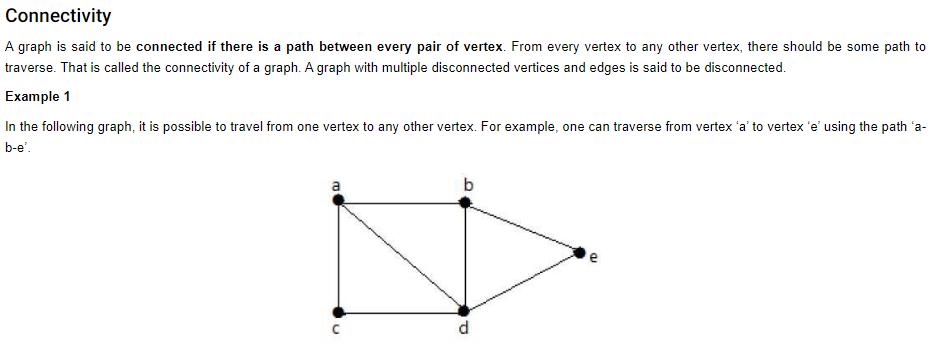 Connectivity
A graph is said to be connected if there is a path between every pair of vertex. From every vertex to any other vertex, there should be some path to
traverse. That is called the connectivity of a graph. A graph with multiple disconnected vertices and edges is said to be disconnected.
Example 1
In the following graph, it is possible to travel from one vertex to any other vertex. For example, one can traverse from vertex ‘a’ to vertex ‘e’ using the path ‘a-
b-e’.
a b
e
c d